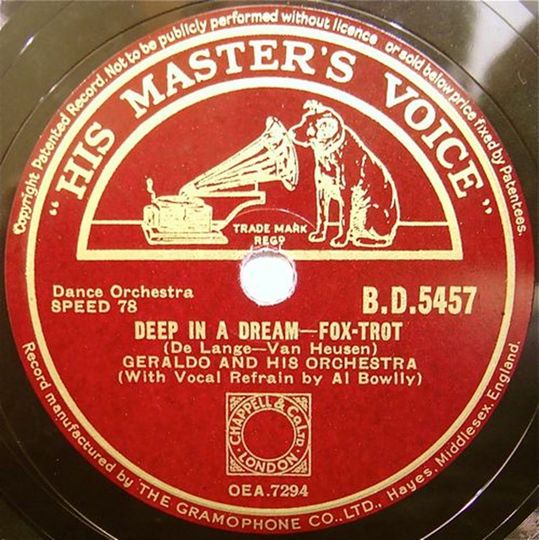 Copyright Patented Record. Not to be publicly performed without licence or sold below price fixed by Patentees.
"HIS MASTER'S VOICE"
TRADE MARK
REGD
Dance Orchestra
SPEED 78
B.D.5457
DEEP IN A DREAM—FOX-TROT
(De Lange—Van Heusen)
GERALDO AND HIS ORCHESTRA
(With Vocal Refrain by Al Bowlly)
CHAPPELL & Co LTD
LONDON
OEA.7294
Record manufactured by THE GRAMOPHONE CO., LTD., Hayes, Middlesex, England.